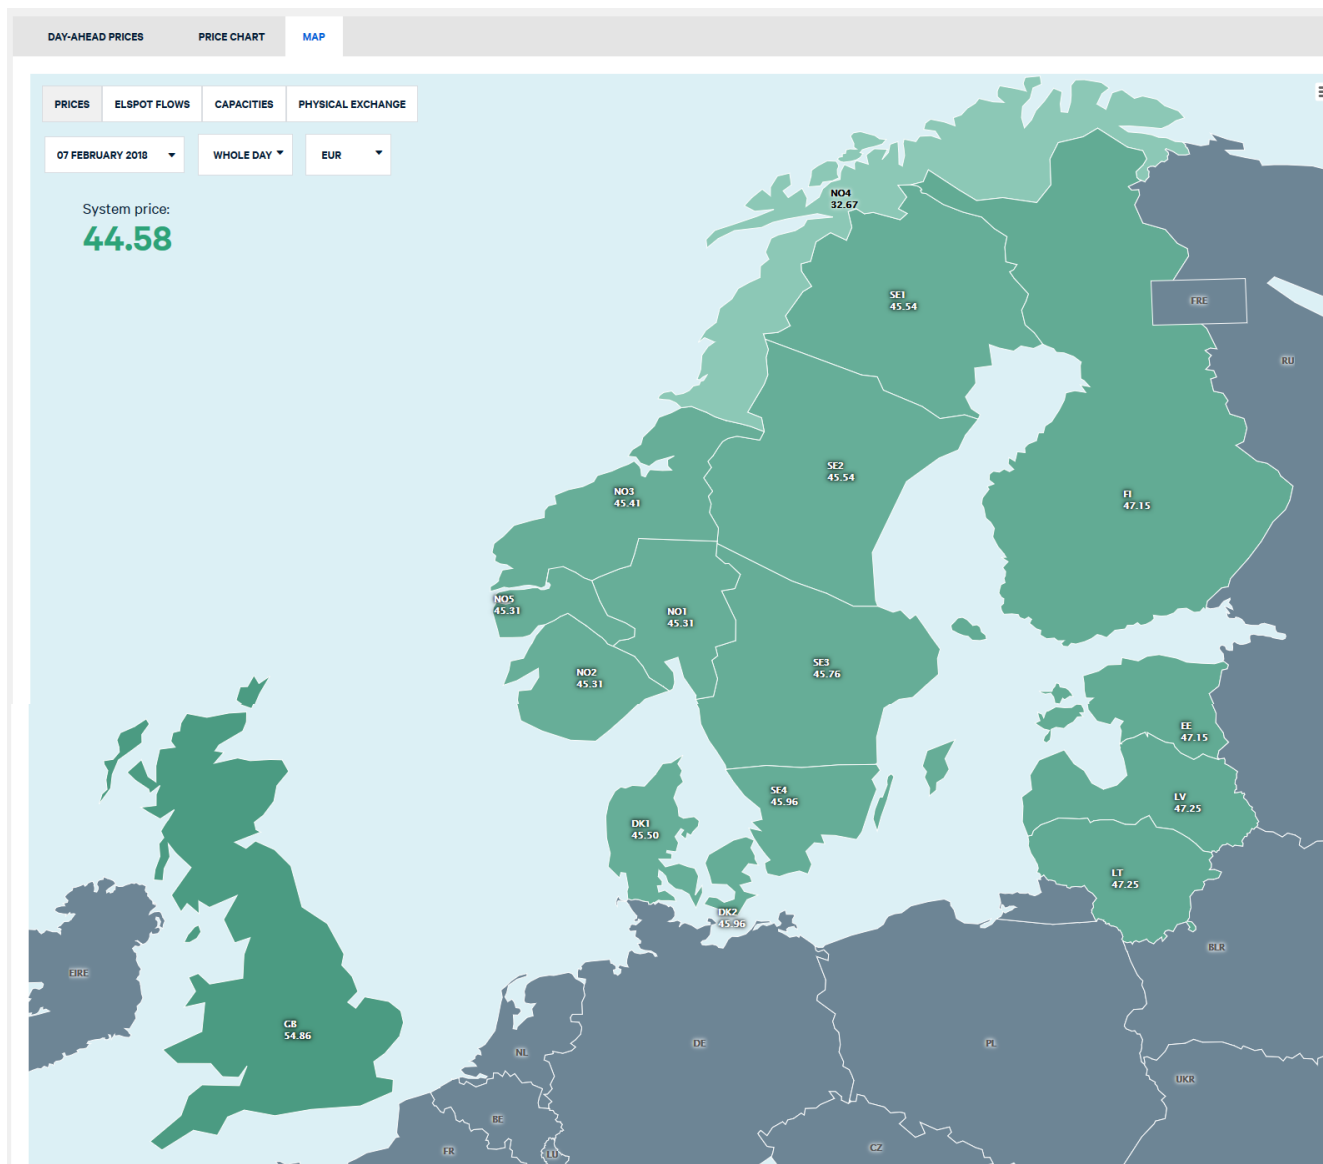 DAY-AHEAD PRICES PRICE CHART MAP
PRICES ELSPOT FLOWS CAPACITIES PHYSICAL EXCHANGE
07 FEBRUARY 2018 WHOLE DAY EUR
System price:
44.58
NO4
32.67
SE1
45.54
FRE
RU
SE2
45.54
NO3
45.41
FI
47.15
NO5
45.31
NO1
45.31
NO2
45.31
SE3
45.76
EE
47.15
SE4
45.96
LV
47.25
DK1
45.50
LT
47.25
DK2
45.96
BLR
EIRE
GB
54.86
NL
DE
PL
UKR
BE
FR
LU
CZ